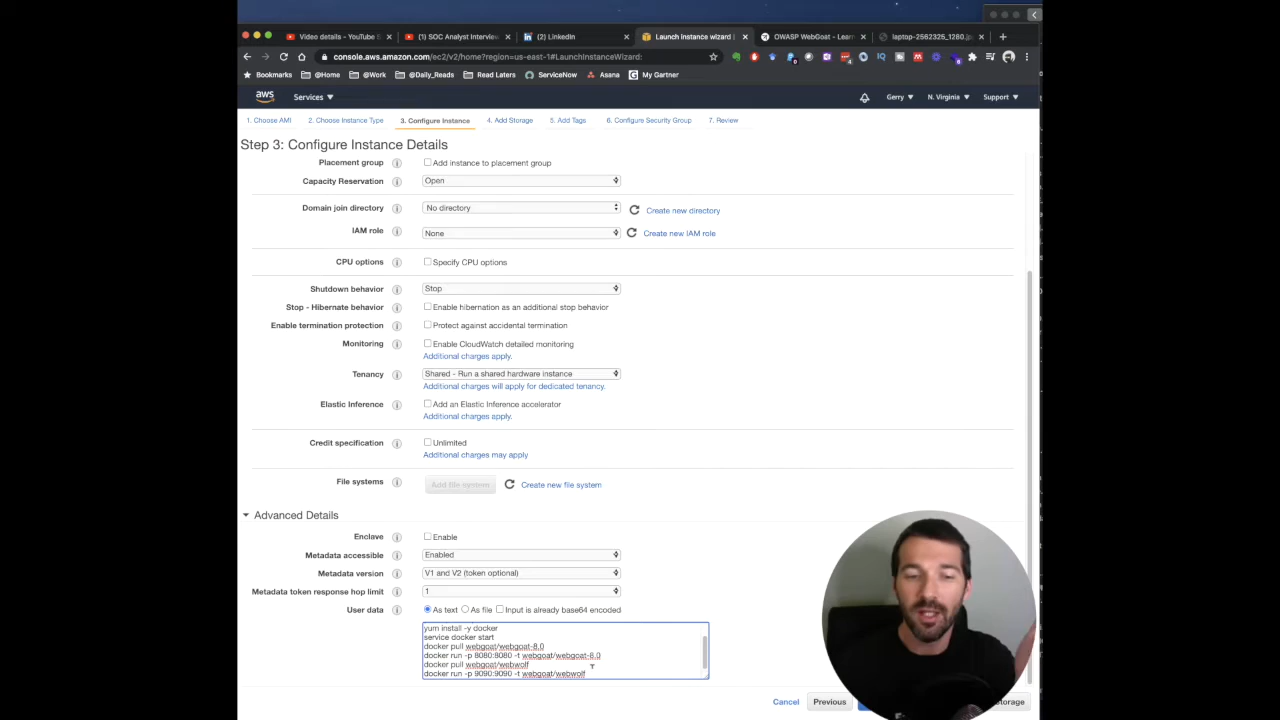 Video details - YouTube
(1) SOC Analyst Interview
(2) LinkedIn
Launch instance wizard |
OWASP WebGoat - Learn
laptop-2562325_1280.jp
console.aws.amazon.com/ec2/v2/home?region=us-east-1#LaunchInstanceWizard:
Bookmarks
@Home
@Work
@Daily_Reads
Read Laters
ServiceNow
Asana
My Gartner
aws
Services
Gerry
N. Virginia
Support
1. Choose AMI
2. Choose Instance Type
3. Configure Instance
4. Add Storage
5. Add Tags
6. Configure Security Group
7. Review
Step 3: Configure Instance Details
Placement group
Add instance to placement group
Capacity Reservation
Open
Domain join directory
No directory
Create new directory
IAM role
None
Create new IAM role
CPU options
Specify CPU options
Shutdown behavior
Stop
Stop - Hibernate behavior
Enable hibernation as an additional stop behavior
Enable termination protection
Protect against accidental termination
Monitoring
Enable CloudWatch detailed monitoring
Additional charges apply.
Tenancy
Shared - Run a shared hardware instance
Additional charges will apply for dedicated tenancy.
Elastic Inference
Add an Elastic Inference accelerator
Additional charges apply.
Credit specification
Unlimited
Additional charges may apply
File systems
Add file system
Create new file system
Advanced Details
Enclave
Enable
Metadata accessible
Enabled
Metadata version
V1 and V2 (token optional)
Metadata token response hop limit
1
User data
As text
As file
Input is already base64 encoded
yum install -y docker
service docker start
docker pull webgoat/webgoat-8.0
docker run -p 8080:8080 -t webgoat/webgoat-8.0
docker pull webgoat/webwolf
docker run -p 9090:9090 -t webgoat/webwolf
Cancel
Previous
Storage